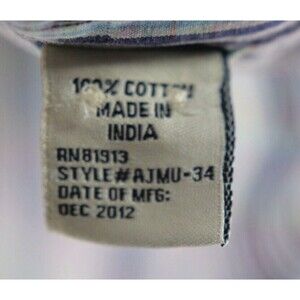 100% COTTON
MADE IN
INDIA
RN81913
STYLE#AJMU-34
DATE OF MFG:
DEC 2012